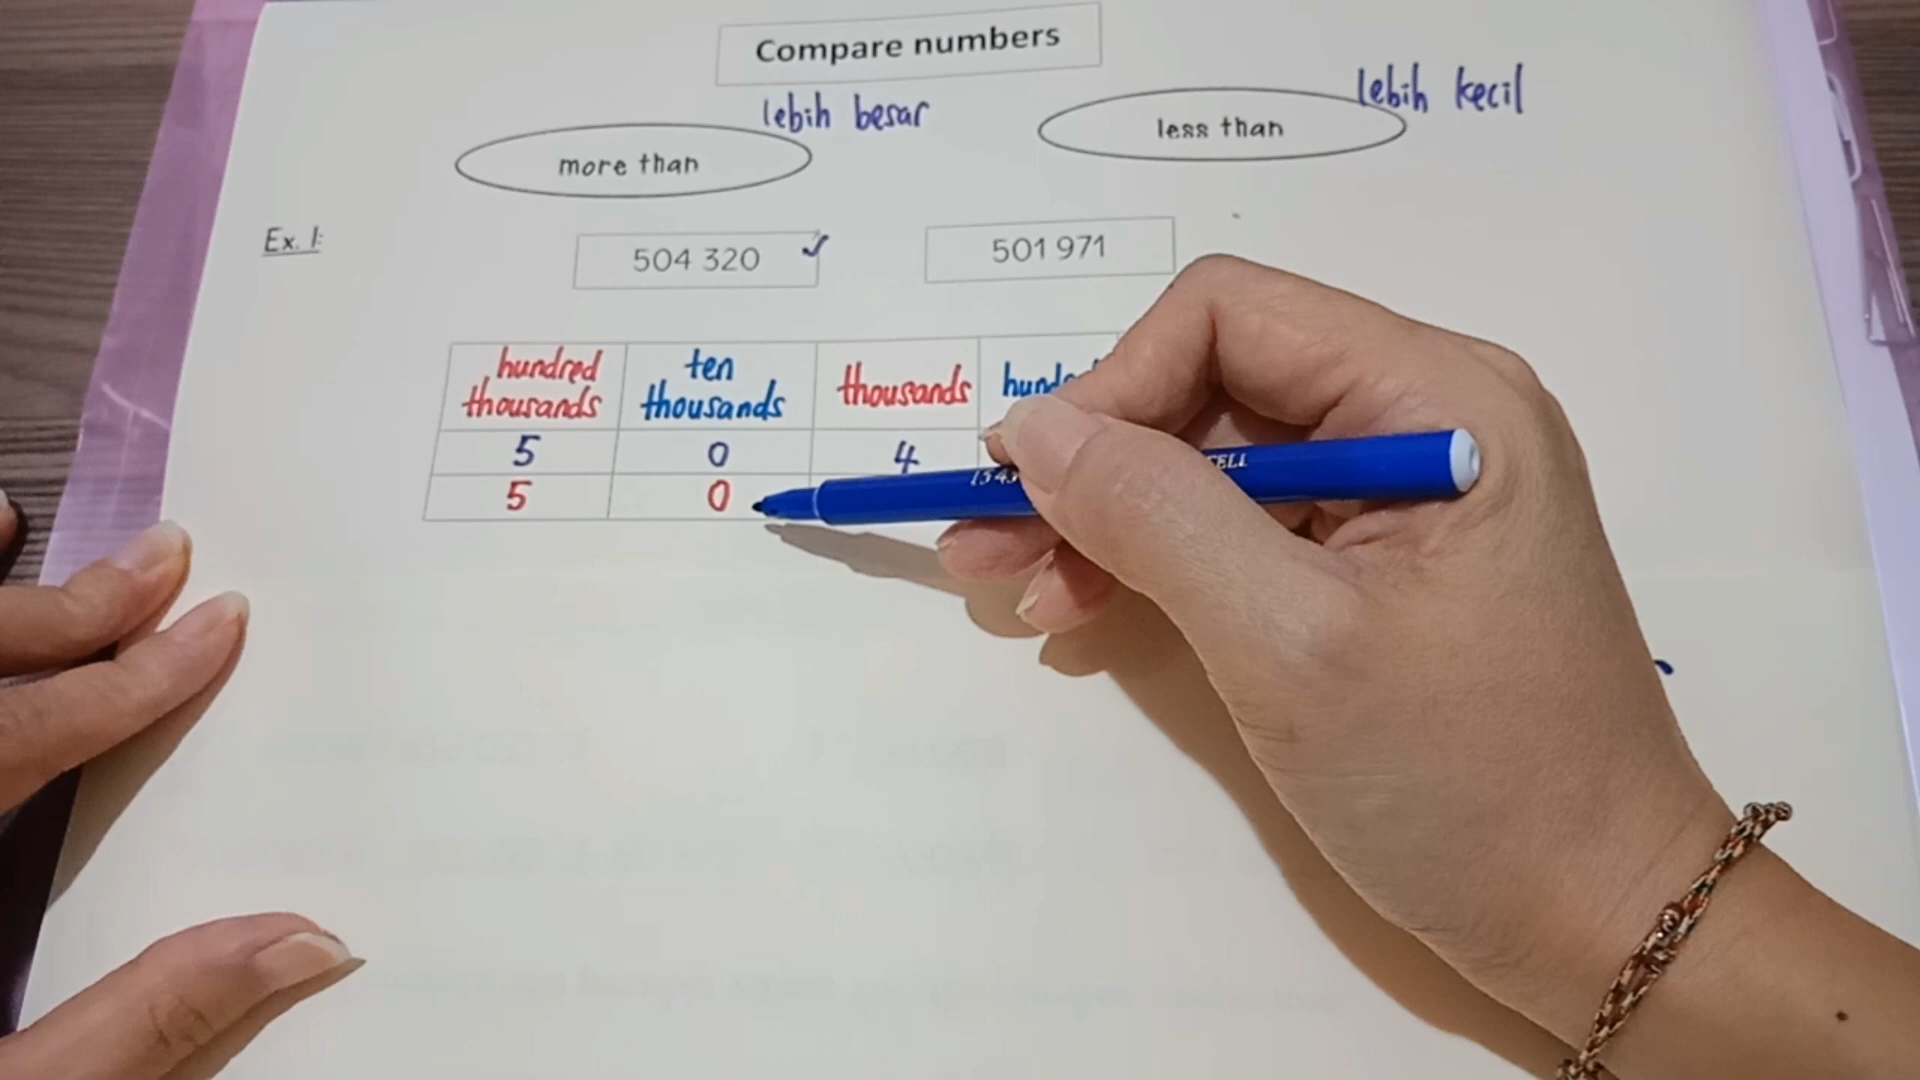 Compare numbers
lebih besar
lebih kecil
more than
less than
Ex. 1:
504 320
501 971
hundred thousands
ten thousands
thousands
5 0 4
5 0